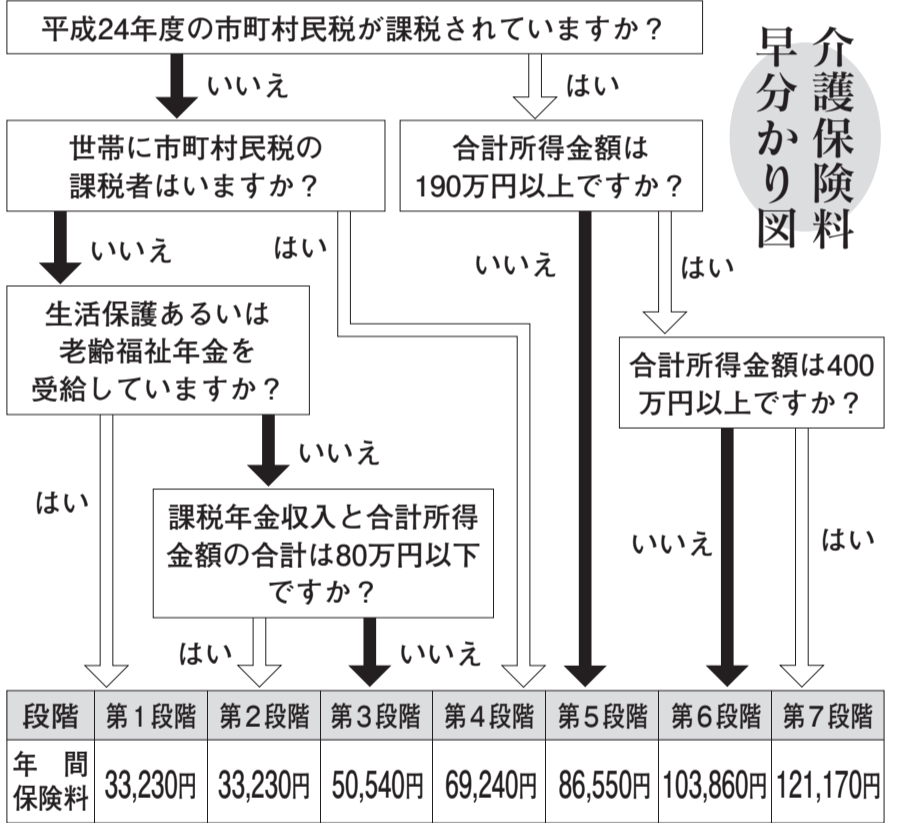 介護保険料
早分かり図
平成24年度の市町村民税が課税されていますか？
いいえ
はい
世帯に市町村民税の
課税者はいますか？
合計所得金額は
190万円以上ですか？
いいえ
はい
いいえ
はい
生活保護あるいは
老齢福祉年金を
受給していますか？
合計所得金額は400
万円以上ですか？
はい
いいえ
課税年金収入と合計所得
金額の合計は80万円以下
ですか？
いいえ
はい
はい
いいえ
段階 第1段階 第2段階 第3段階 第4段階 第5段階 第6段階 第7段階
年間
保険料 33,230円 33,230円 50,540円 69,240円 86,550円 103,860円 121,170円